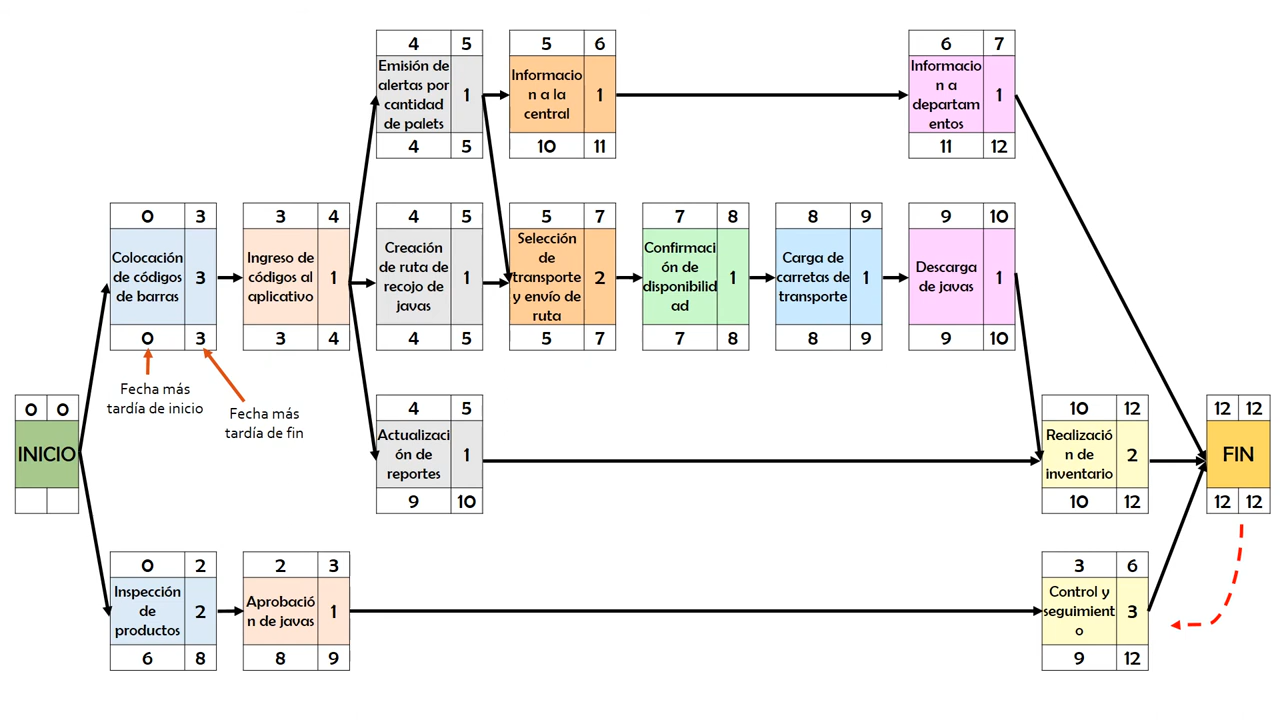 4 5
Emisión de
alertas por
cantidad
de palets
1
4 5
5 6
Informacio
n a la
central
1
10 11
6 7
Informacio
n a
departam
entos
1
11 12
0 3
Colocación
de códigos
de barras
3
0 3
3 4
Ingreso de
códigos al
aplicativo
1
3 4
4 5
Creación
de ruta de
recojo de
javas
1
4 5
5 7
Selección
de
transporte
y envío de
ruta
2
5 7
7 8
Confirmaci
ón de
disponibilid
ad
1
7 8
8 9
Carga de
carretas de
transporte
1
8 9
9 10
Descarga
de javas
1
9 10
Fecha más
tardía de inicio
Fecha más
tardía de fin
0 0
INICIO
4 5
Actualizaci
ón de
reportes
1
9 10
10 12
Realizació
n de
inventario
2
10 12
12 12
FIN
12 12
0 2
Inspección
de
productos
2
6 8
2 3
Aprobació
n de javas
1
8 9
3 6
Control y
seguimient
o
3
9 12